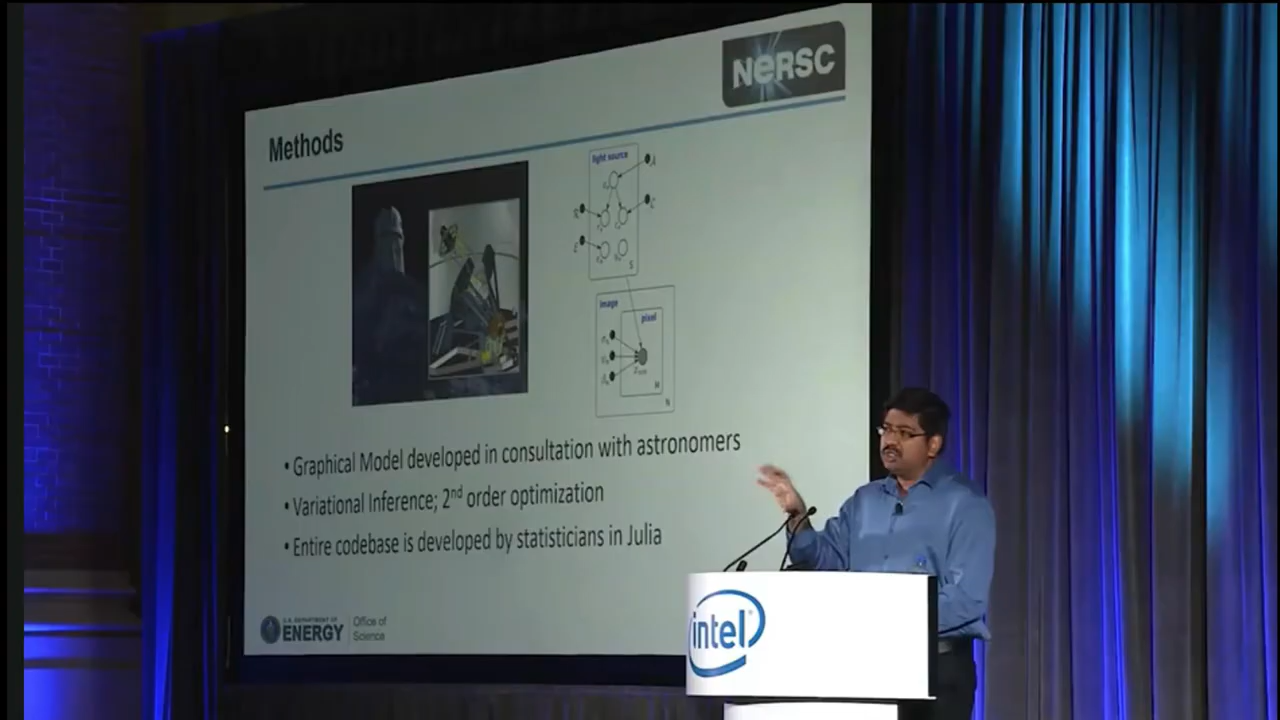 NERSC
Methods
light source
S
image
pixel
M
N
• Graphical Model developed in consultation with astronomers
• Variational Inference; 2nd order optimization
• Entire codebase is developed by statisticians in Julia
U.S. DEPARTMENT OF
ENERGY
Office of
Science
intel